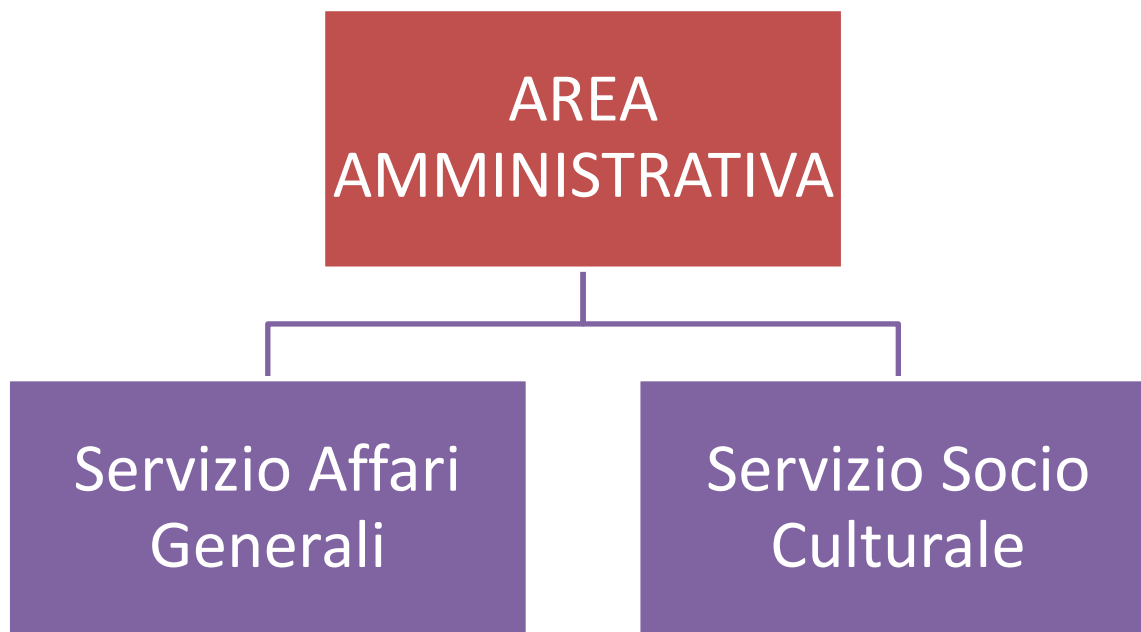 AREA
AMMINISTRATIVA
Servizio Affari
Generali
Servizio Socio
Culturale